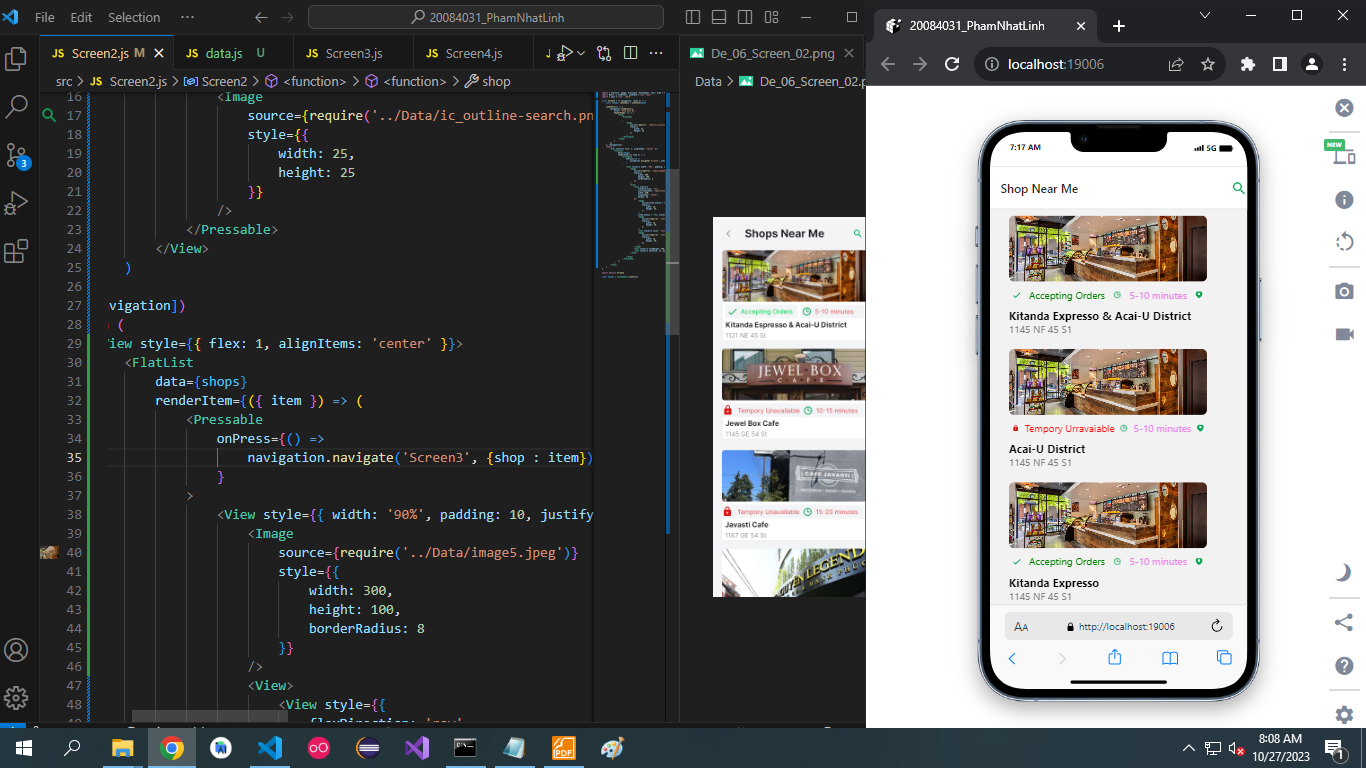 File Edit Selection ··· 20084031_PhamNhatLinh
JS Screen2.js M JS data.js U JS Screen3.js JS Screen4.js
src > JS Screen2.js > Screen2 > <function> > <function> > shop
16 <Image
17 source={require('../Data/ic_outline-search.pn
18 style={{
19 width: 25,
20 height: 25
21 }}
22 />
23 </Pressable>
24 </View>
25 )
26
27 vigation])
28 (
29 iew style={{ flex: 1, alignItems: 'center' }}>
30 <FlatList
31 data={shops}
32 renderItem={({ item }) => (
33 <Pressable
34 onPress={() =>
35 navigation.navigate('Screen3', {shop : item})
36 }
37 >
38 <View style={{ width: '90%', padding: 10, justify
39 <Image
40 source={require('../Data/image5.jpeg')}
41 style={{
42 width: 300,
43 height: 100,
44 borderRadius: 8
45 }}
46 />
47 <View>
48 <View style={{
3
De_06_Screen_02.png
Data > De_06_Screen_02.p
Shops Near Me
Accepting Orders 5-10 minutes
Kitanda Espresso & Acai-U District
1121 NE 45 St
JEWEL·BOX
CAFE
Tempory Unavailable 10-15 minutes
Jewel Box Cafe
1145 GE 54 St
CAFE JAVASTI
Tempory Unavailable 15-20 minutes
Javasti Cafe
1167 GE 54 St
20084031_PhamNhatLinh
localhost:19006
NEW
7:17 AM 5G
Shop Near Me
Accepting Orders 5-10 minutes
Kitanda Expresso & Acai-U District
1145 NF 45 S1
Tempory Urravaiable 5-10 minutes
Acai-U District
1145 NF 45 S1
Accepting Orders 5-10 minutes
Kitanda Expresso
1145 NF 45 S1
AA http://localhost:19006
PDF
8:08 AM
10/27/2023
1